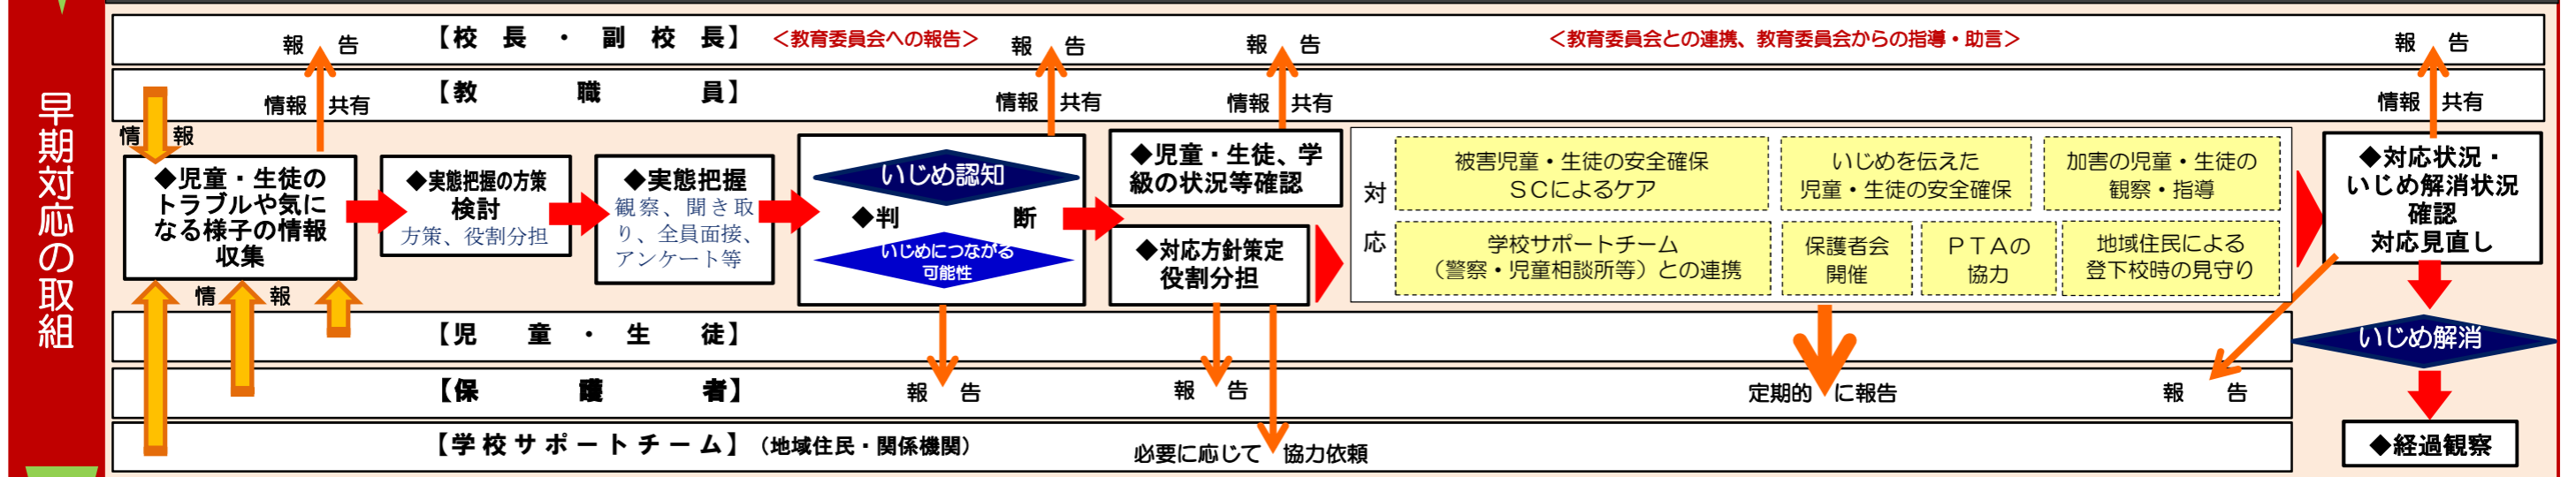 早期対応の取組
【校長・副校長】
＜教育委員会への報告＞
＜教育委員会との連携、教育委員会からの指導・助言＞
報告
報告
報告
報告
【教職員】
情報共有
情報共有
情報共有
情報共有
情報
◆児童・生徒の
トラブルや気に
なる様子の情報
収集
◆実態把握の方策
検討
方策、役割分担
◆実態把握
観察、聞き取
り、全員面接、
アンケート等
いじめ認知
◆判断
いじめにつながる
可能性
◆児童・生徒、学
級の状況等確認
◆対応方針策定
役割分担
対応
被害児童・生徒の安全確保
ＳＣによるケア
いじめを伝えた
児童・生徒の安全確保
加害の児童・生徒の
観察・指導
学校サポートチーム
（警察・児童相談所等）との連携
保護者会
開催
ＰＴＡの
協力
地域住民による
登下校時の見守り
◆対応状況・
いじめ解消状況
確認
対応見直し
いじめ解消
◆経過観察
情報
【児童・生徒】
【保護者】
報告
報告
定期的に報告
報告
【学校サポートチーム】（地域住民・関係機関）
必要に応じて協力依頼